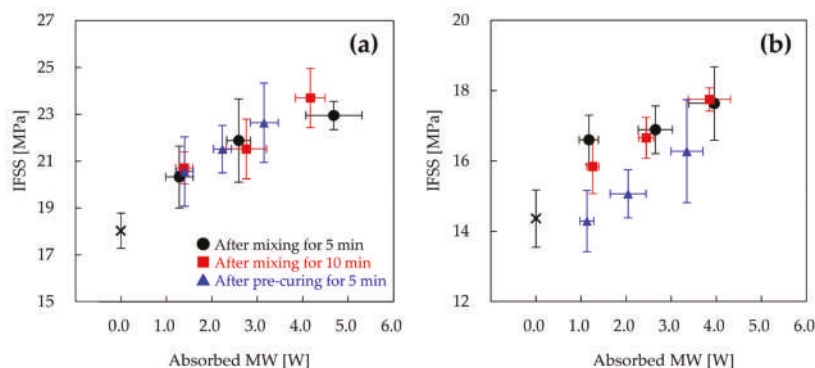 (a)
IFSS [MPa]
27
25
23
21
19
17
15
After mixing for 5 min
After mixing for 10 min
After pre-curing for 5 min
0.0 1.0 2.0 3.0 4.0 5.0 6.0
Absorbed MW [W]
(b)
IFSS [MPa]
20
18
16
14
12
0.0 1.0 2.0 3.0 4.0 5.0 6.0
Absorbed MW [W]